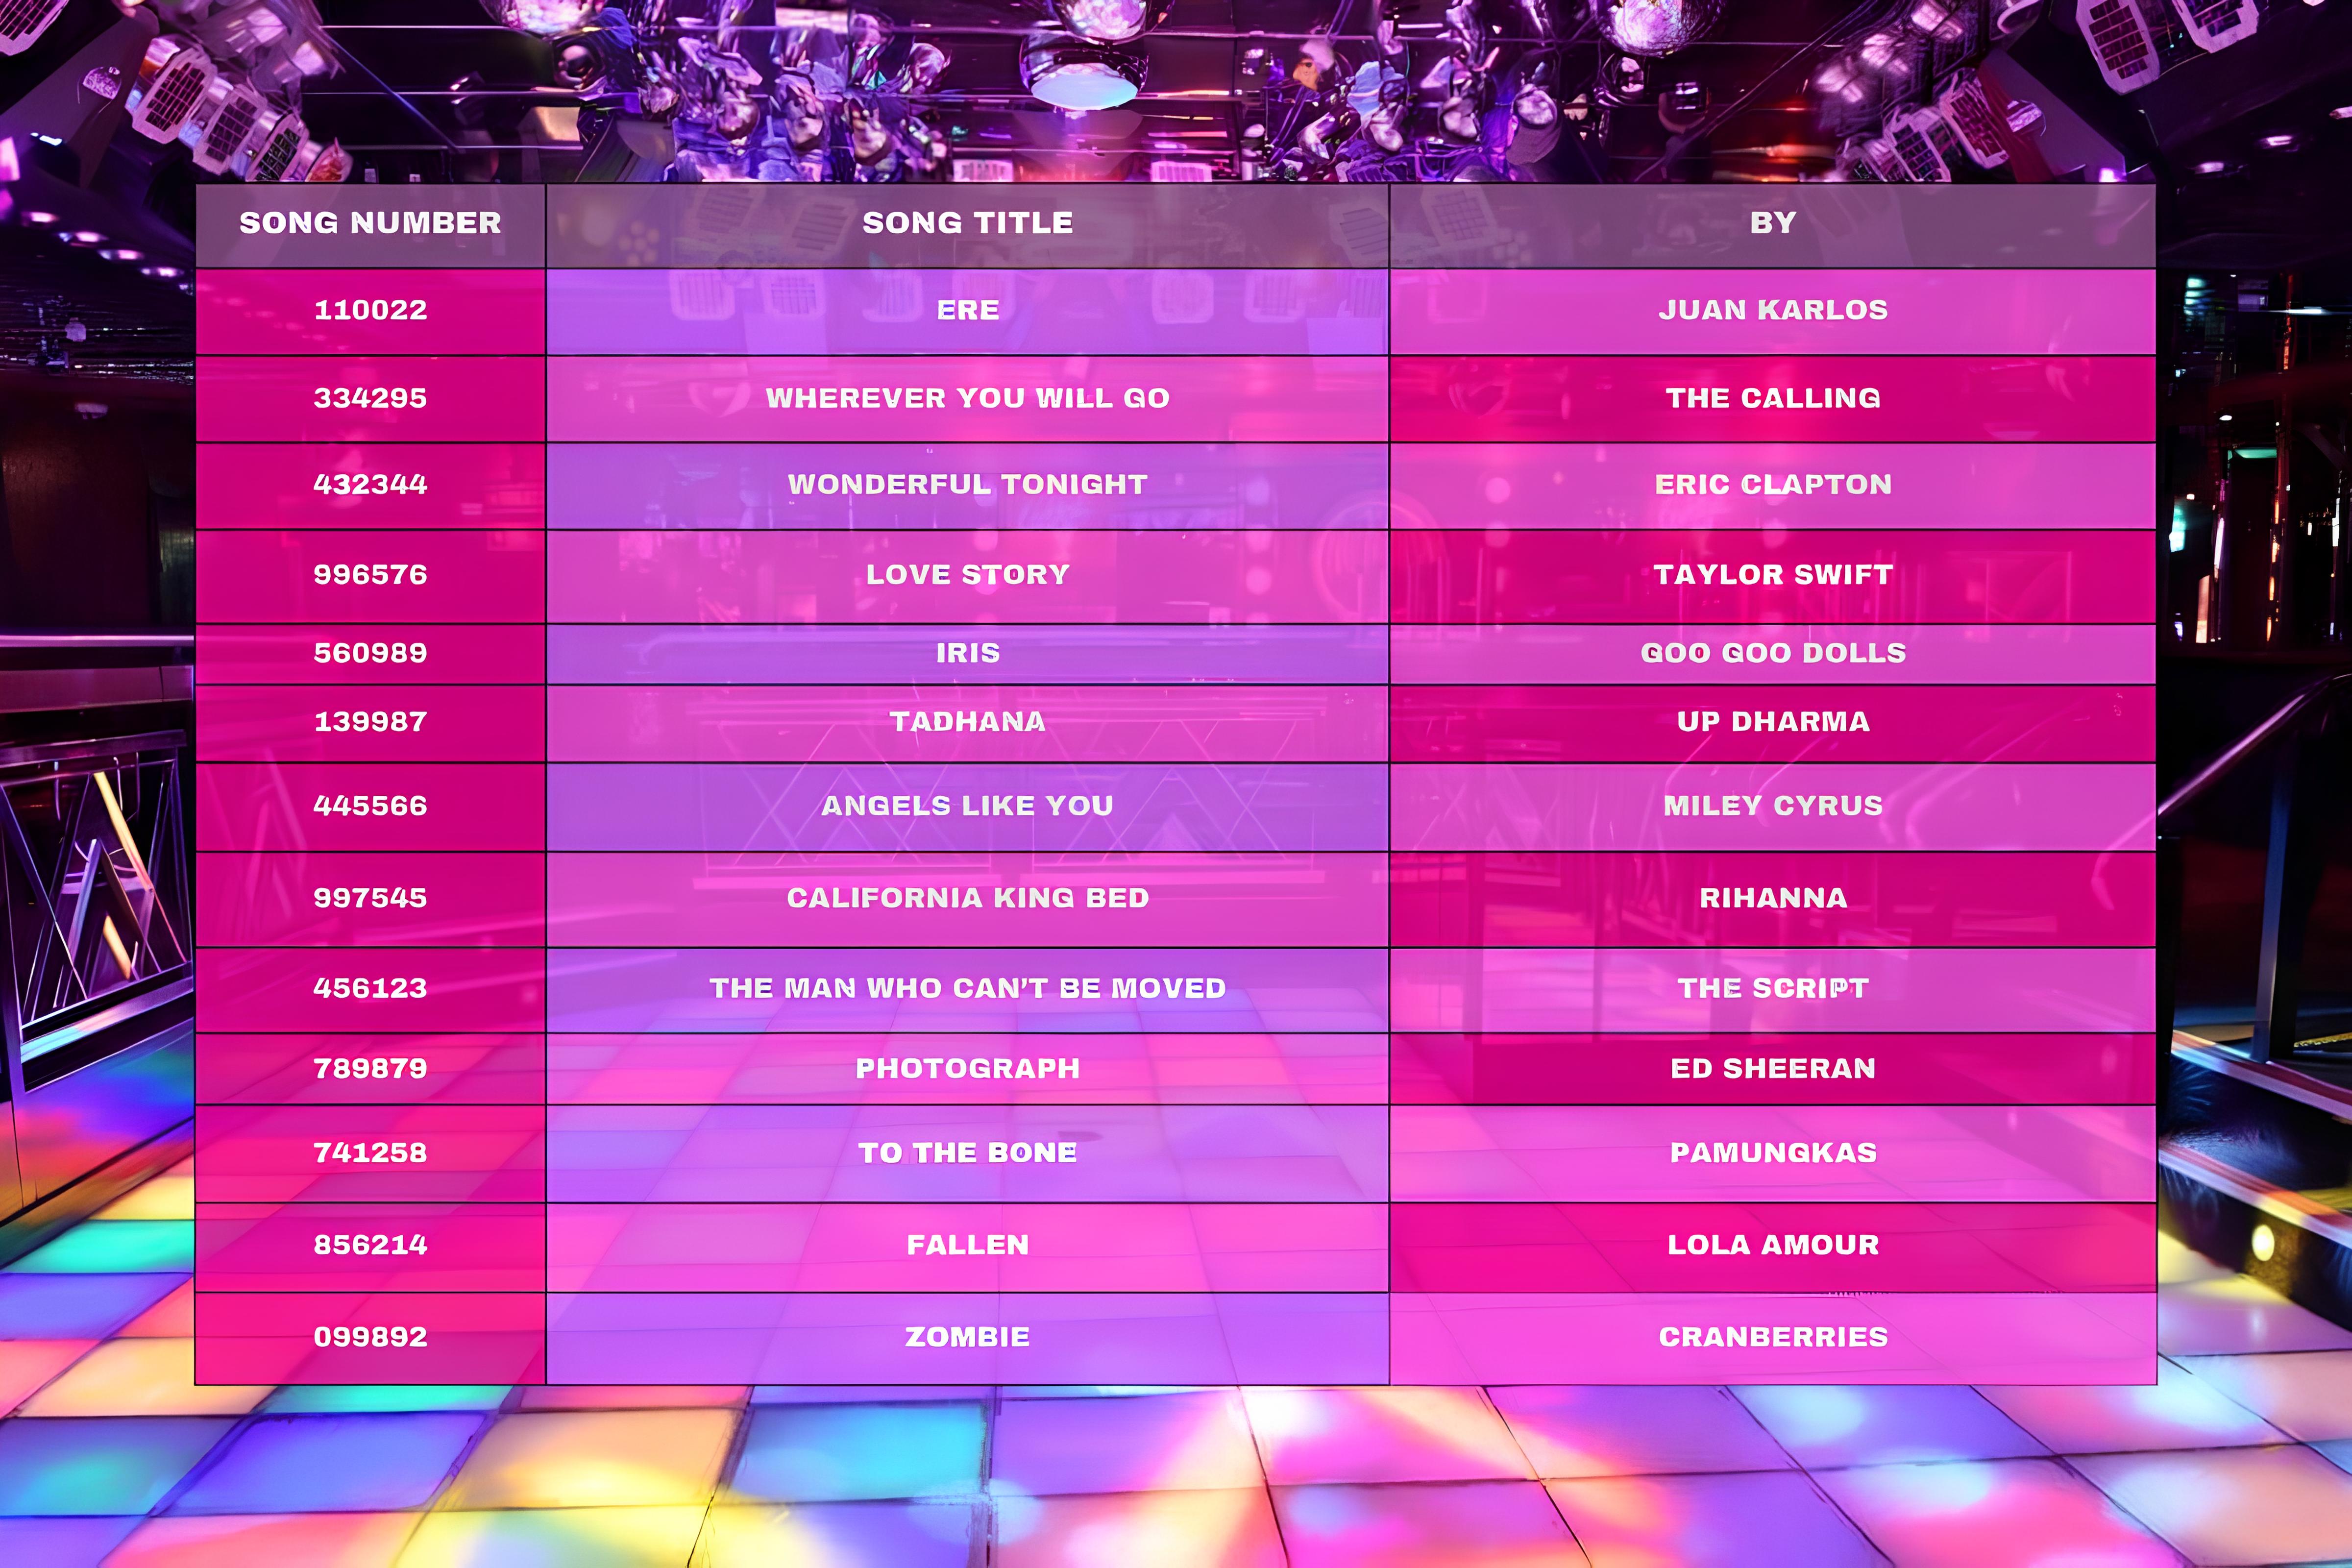 SONG NUMBER SONG TITLE BY
110022 ERE JUAN KARLOS
334295 WHEREVER YOU WILL GO THE CALLING
432344 WONDERFUL TONIGHT ERIC CLAPTON
996576 LOVE STORY TAYLOR SWIFT
560989 IRIS GOO GOO DOLLS
139987 TADHANA UP DHARMA
445566 ANGELS LIKE YOU MILEY CYRUS
997545 CALIFORNIA KING BED RIHANNA
456123 THE MAN WHO CAN'T BE MOVED THE SCRIPT
789879 PHOTOGRAPH ED SHEERAN
741258 TO THE BONE PAMUNGKAS
856214 FALLEN LOLA AMOUR
099892 ZOMBIE CRANBERRIES